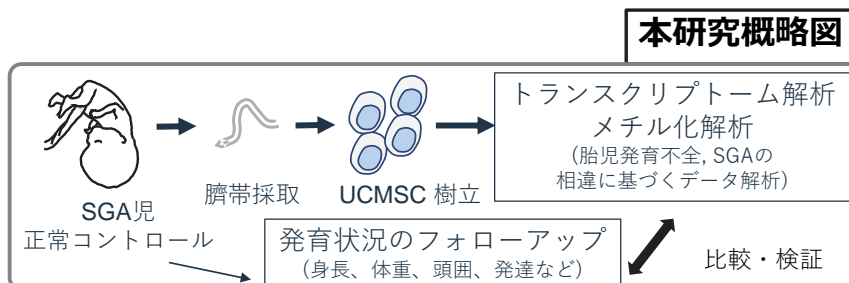 本研究概略図
トランスクリプトーム解析
メチル化解析
(胎児発育不全, SGAの
相違に基づくデータ解析)
SGA児
正常コントロール
臍帯採取
UCMSC 樹立
発育状況のフォローアップ
(身長、体重、頭囲、発達など)
比較・検証